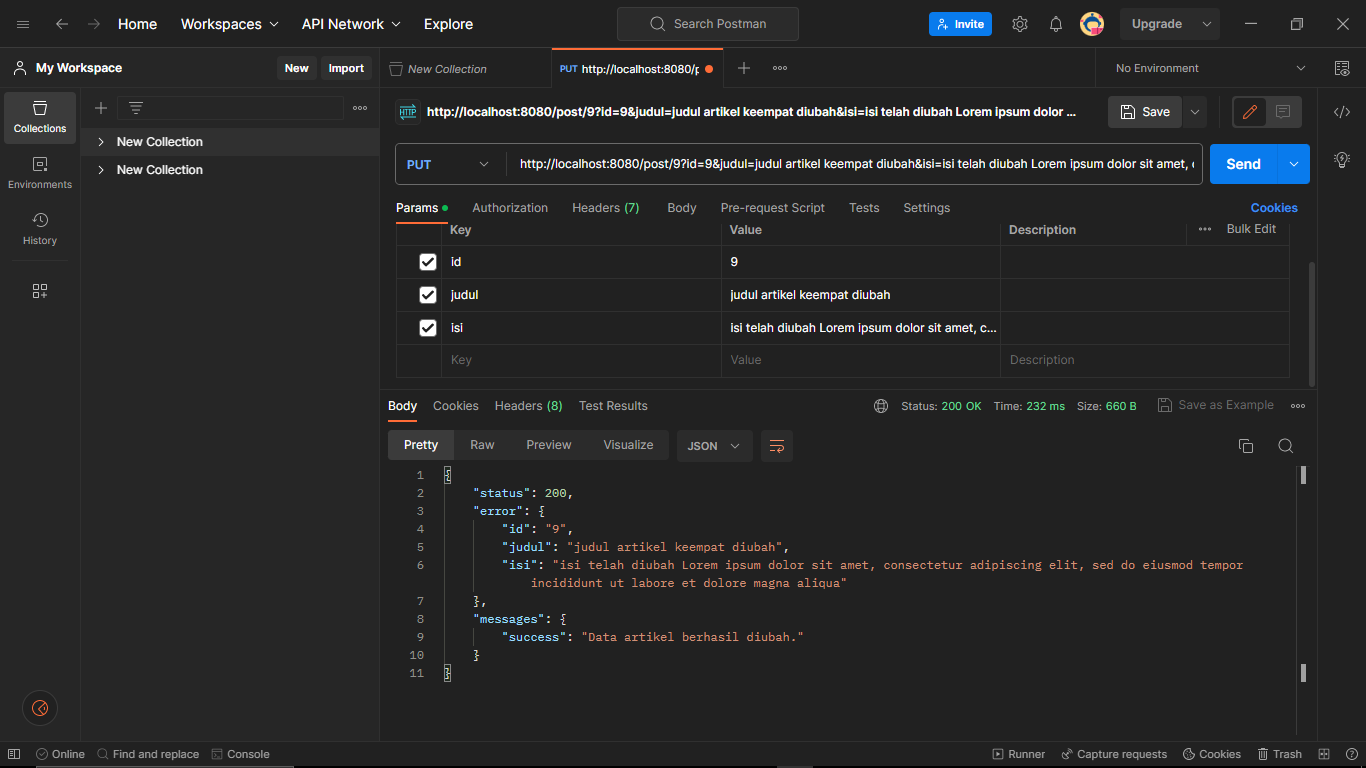 Home Workspaces API Network Explore Search Postman Invite Upgrade
My Workspace New Import New Collection PUT http://localhost:8080/p No Environment
Collections
New Collection
New Collection
Environments
History
HTTP http://localhost:8080/post/9?id=9&judul=judul artikel keempat diubah&isi=isi telah diubah Lorem ipsum dolor ... Save
PUT http://localhost:8080/post/9?id=9&judul=judul artikel keempat diubah&isi=isi telah diubah Lorem ipsum dolor sit amet, Send
Params Authorization Headers (7) Body Pre-request Script Tests Settings Cookies
Key Value Description Bulk Edit
id 9
judul judul artikel keempat diubah
isi isi telah diubah Lorem ipsum dolor sit amet, c...
Key Value Description
Body Cookies Headers (8) Test Results Status: 200 OK Time: 232 ms Size: 660 B Save as Example
Pretty Raw Preview Visualize JSON
1 {
2 "status": 200,
3 "error": {
4 "id": "9",
5 "judul": "judul artikel keempat diubah",
6 "isi": "isi telah diubah Lorem ipsum dolor sit amet, consectetur adipiscing elit, sed do eiusmod tempor
incididunt ut labore et dolore magna aliqua"
7 },
8 "messages": {
9 "success": "Data artikel berhasil diubah."
10 }
11 }
Online Find and replace Console Runner Capture requests Cookies Trash